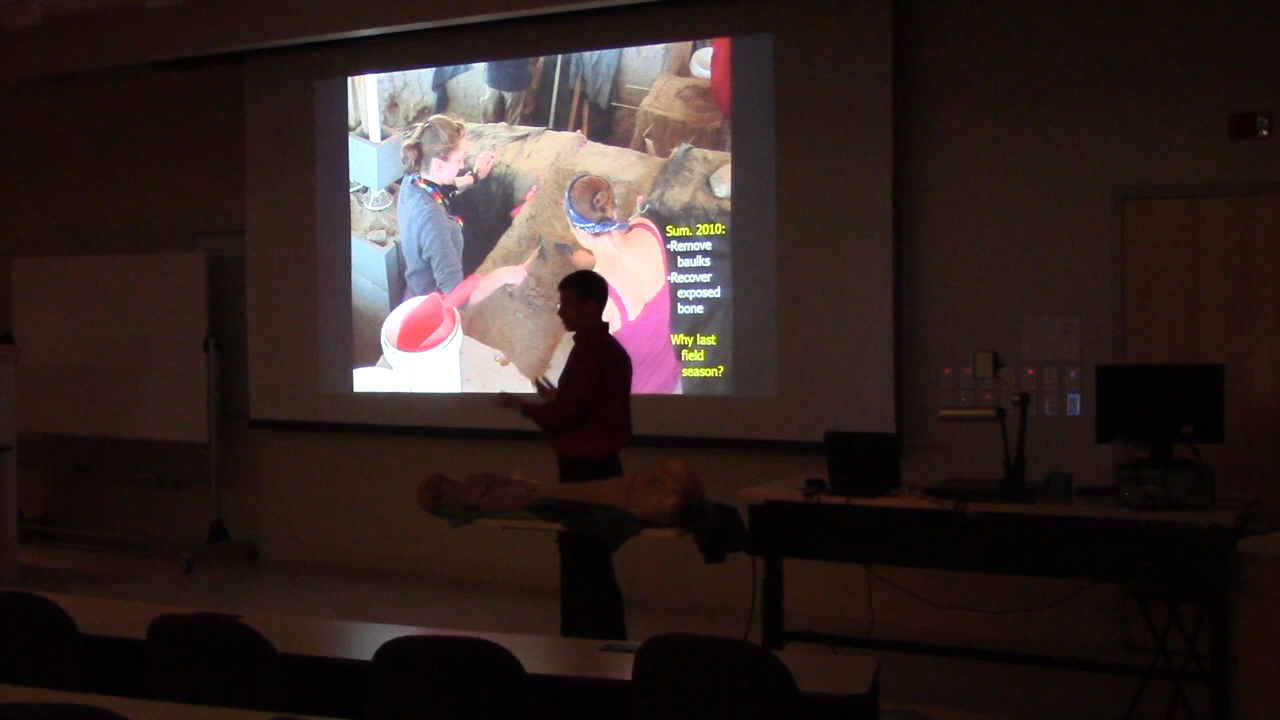 Sum. 2010:
•Remove
baulks
•Recover
exposed
bone
Why last
field
season?